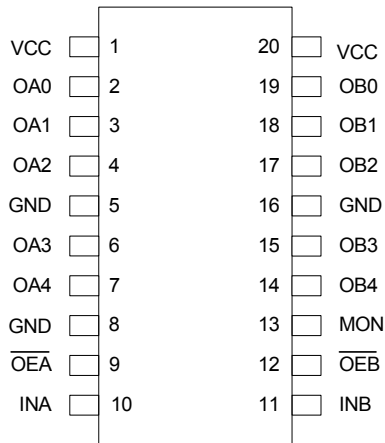 VCC 1 20 VCC
OA0 2 19 OB0
OA1 3 18 OB1
OA2 4 17 OB2
GND 5 16 GND
OA3 6 15 OB3
OA4 7 14 OB4
GND 8 13 MON
O̅E̅A̅ 9 12 O̅E̅B̅
INA 10 11 INB